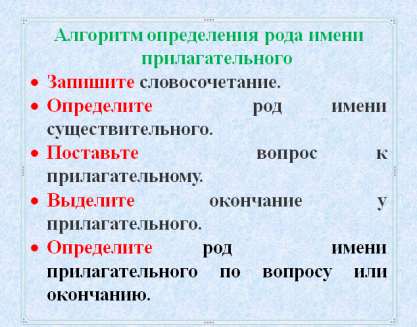 Алгоритм определения рода имени
прилагательного
• Запишите словосочетание.
• Определите род имени
существительного.
• Поставьте вопрос к
прилагательному.
• Выделите окончание у
прилагательного.
• Определите род имени
прилагательного по вопросу или
окончанию.